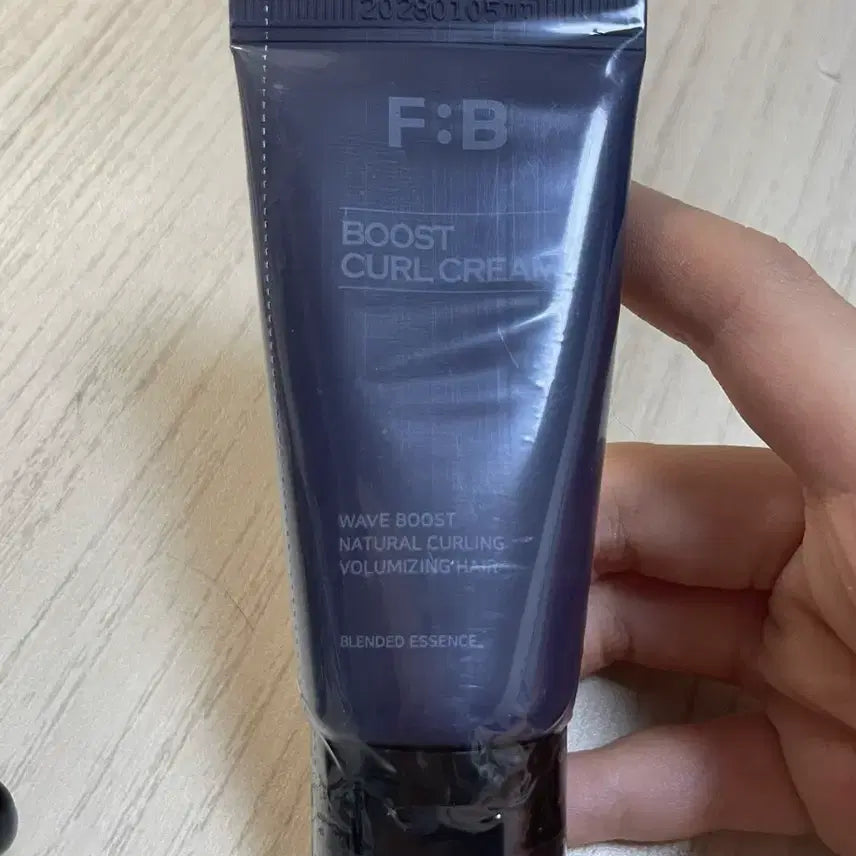 20280105
F:B
BOOST
CURL CREAM
WAVE BOOST
NATURAL CURLING
VOLUMIZING HAIR
BLENDED ESSENCE